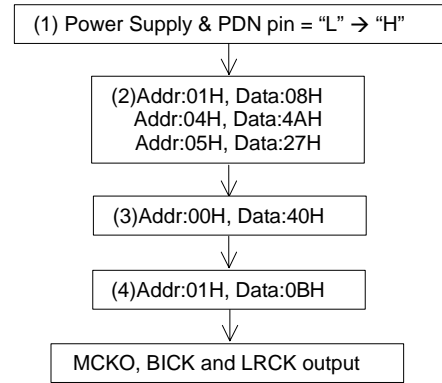 (1) Power Supply & PDN pin = “L” → “H”
(2)Addr:01H, Data:08H
Addr:04H, Data:4AH
Addr:05H, Data:27H
(3)Addr:00H, Data:40H
(4)Addr:01H, Data:0BH
MCKO, BICK and LRCK output